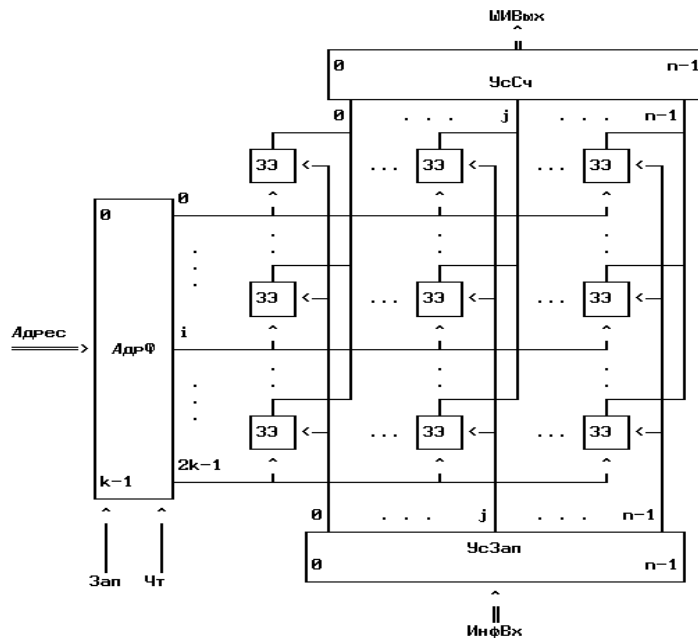 ШИВых
0 n-1
УсСч
0 . . . j . . . n-1
ЗЭ ... ЗЭ ... ЗЭ
0
0
ЗЭ ... ЗЭ ... ЗЭ
Адрес
i
АдрФ
ЗЭ ... ЗЭ ... ЗЭ
2k-1
k-1
0 . . . j . . . n-1
УсЗап
0 n-1
Зап Чт
ИнфВх